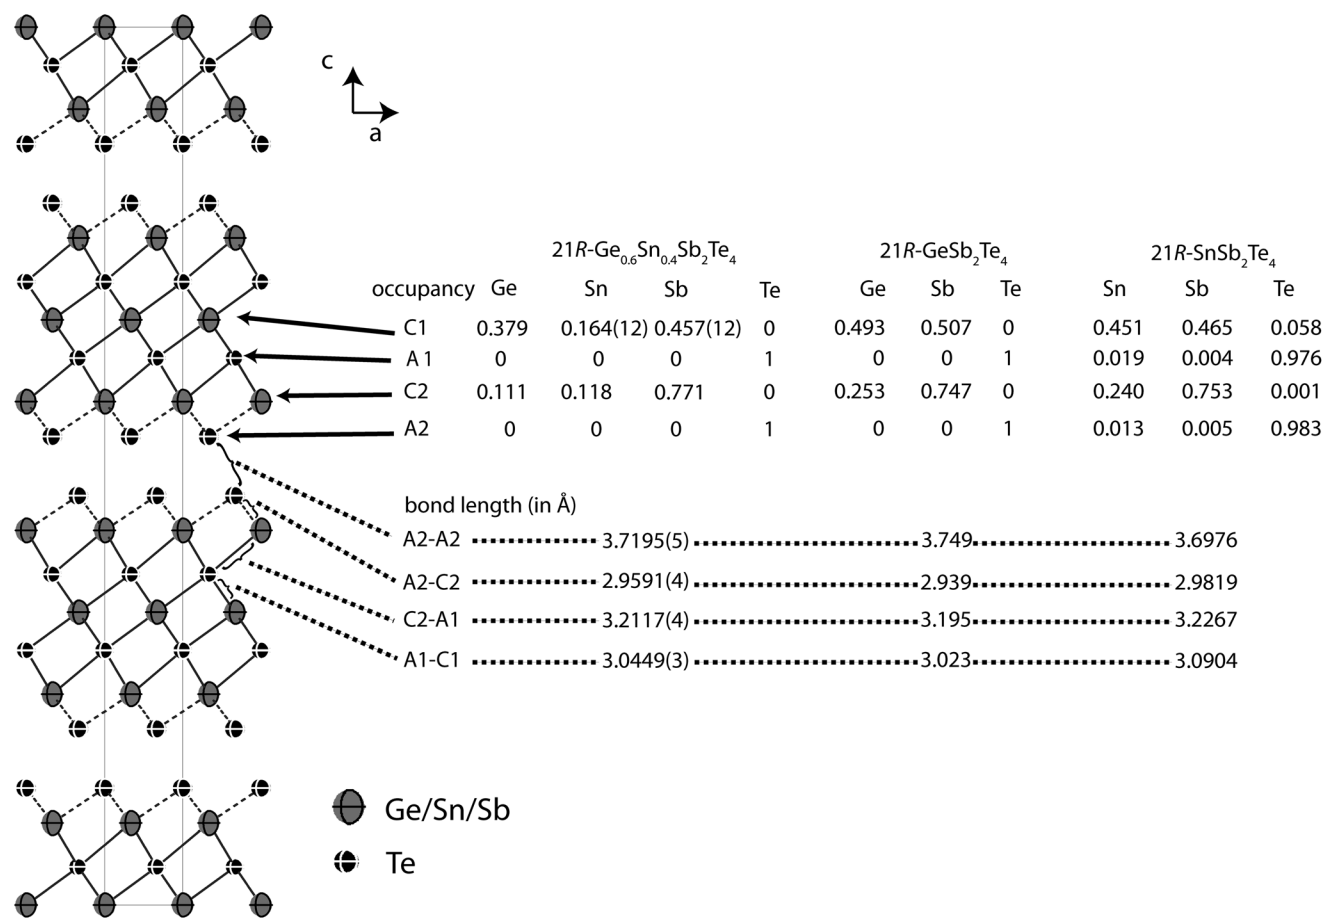 c
a
21R-Ge0.6Sn0.4Sb2Te4 21R-GeSb2Te4 21R-SnSb2Te4
occupancy Ge Sn Sb Te Ge Sb Te Sn Sb Te
C1 0.379 0.164(12) 0.457(12) 0 0.493 0.507 0 0.451 0.465 0.058
A1 0 0 0 1 0 0 1 0.019 0.004 0.976
C2 0.111 0.118 0.771 0 0.253 0.747 0 0.240 0.753 0.001
A2 0 0 0 1 0 0 1 0.013 0.005 0.983
bond length (in Å)
A2-A2 3.7195(5) 3.749 3.6976
A2-C2 2.9591(4) 2.939 2.9819
C2-A1 3.2117(4) 3.195 3.2267
A1-C1 3.0449(3) 3.023 3.0904
Ge/Sn/Sb
Te